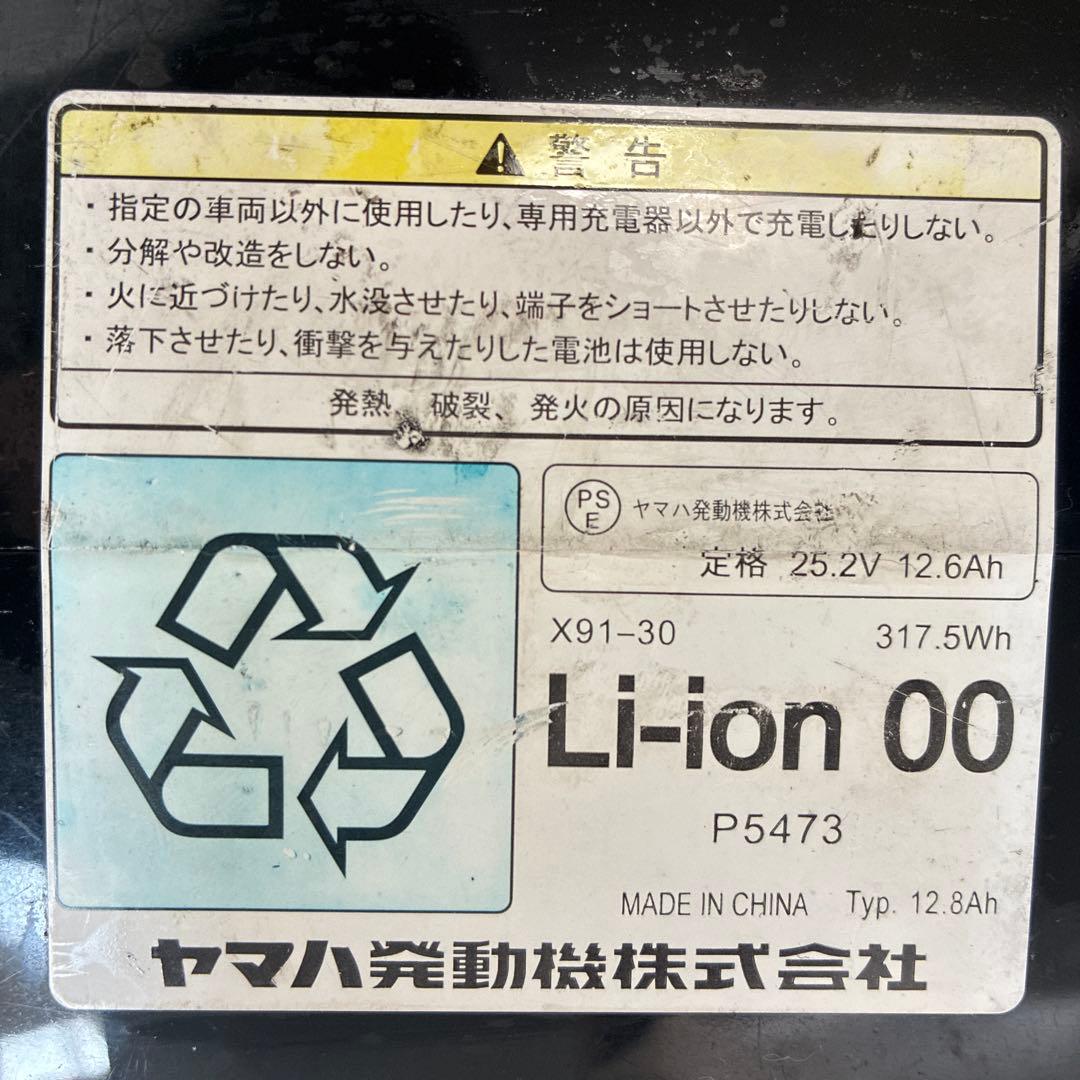 ⚠ 警告
・指定の車両以外に使用したり、専用充電器以外で充電したりしない。
・分解や改造をしない。
・火に近づけたり、水没させたり、端子をショートさせたりしない。
・落下させたり、衝撃を与えたりした電池は使用しない。
発熱、破裂、発火の原因になります。
PSE ヤマハ発動機株式会社
定格 25.2V 12.6Ah
X91-30 317.5Wh
Li-ion 00
P5473
MADE IN CHINA Typ. 12.8Ah
ヤマハ発動機株式会社